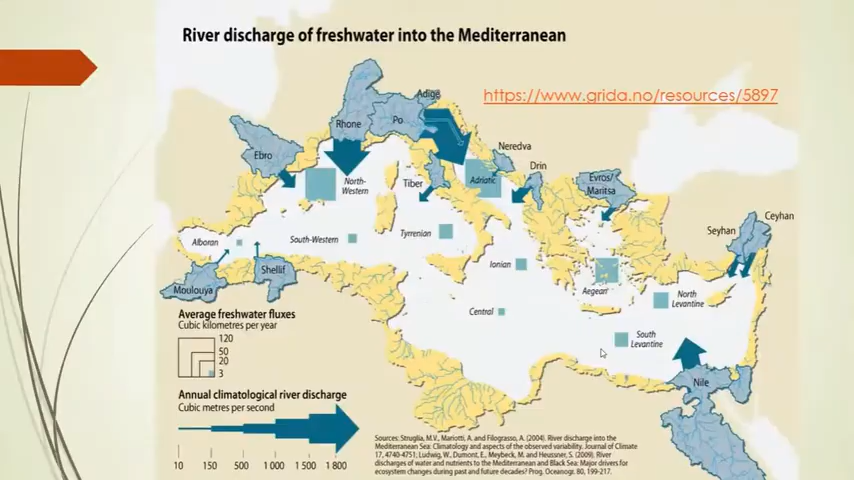 River discharge of freshwater into the Mediterranean
https://www.grida.no/resources/5897
Adige
Rhone
Po
Ebro
Neredva
Drin
North-
Western
Tiber
Adriatic
Evros/
Maritsa
Ceyhan
Seyhan
Alboran
South-Western
Tyrrenian
Ionian
Moulouya
Shellif
Aegean
North
Levantine
Central
South
Levantine
Nile
Average freshwater fluxes
Cubic kilometres per year
120
50
20
3
Annual climatological river discharge
Cubic metres per second
10 150 500 1 000 1 500 1 800
Sources: Struglia, M.V., Mariotti, A. and Filograsso, A. (2004). River discharge into the
Mediterranean Sea: Climatology and aspects of the observed variability. Journal of Climate
17, 4740-4751; Ludwig, W., Dumont, E., Meybeck, M. and Heussner, S. (2009). River
discharges of water and nutrients to the Mediterranean and Black Sea: Major drivers for
ecosystem changes during past and future decades? Prog. Oceanogr. 80, 199-217.